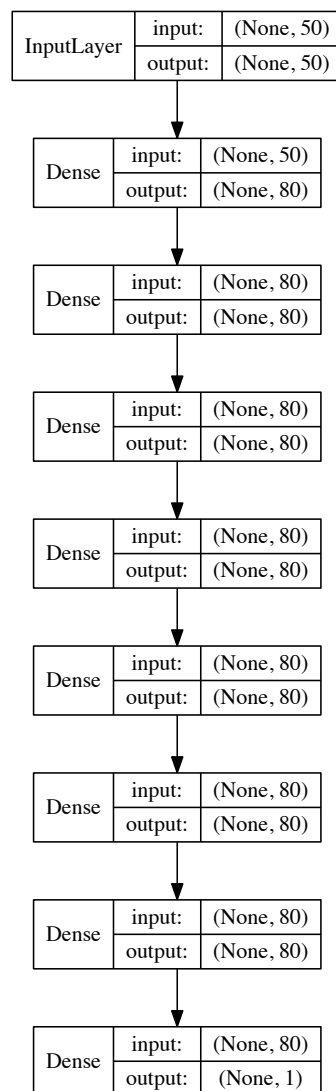 InputLayer input: (None, 50)
output: (None, 50)
Dense input: (None, 50)
output: (None, 80)
Dense input: (None, 80)
output: (None, 80)
Dense input: (None, 80)
output: (None, 80)
Dense input: (None, 80)
output: (None, 80)
Dense input: (None, 80)
output: (None, 80)
Dense input: (None, 80)
output: (None, 80)
Dense input: (None, 80)
output: (None, 80)
Dense input: (None, 80)
output: (None, 1)